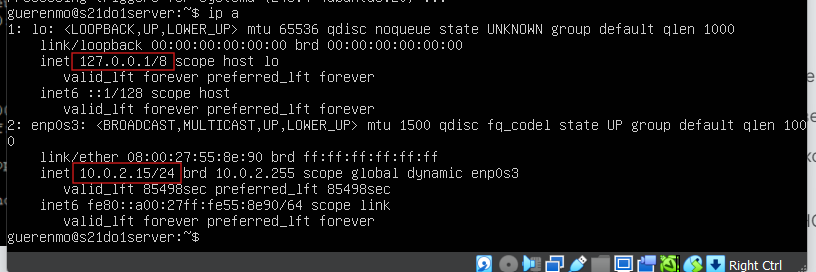 guerenmo@s21do1server:~$ ip a
1: lo: <LOOPBACK,UP,LOWER_UP> mtu 65536 qdisc noqueue state UNKNOWN group default qlen 1000
link/loopback 00:00:00:00:00:00 brd 00:00:00:00:00:00
inet 127.0.0.1/8 scope host lo
valid_lft forever preferred_lft forever
inet6 ::1/128 scope host
valid_lft forever preferred_lft forever
2: enp0s3: <BROADCAST,MULTICAST,UP,LOWER_UP> mtu 1500 qdisc fq_codel state UP group default qlen 100
0
link/ether 08:00:27:55:8e:90 brd ff:ff:ff:ff:ff:ff
inet 10.0.2.15/24 brd 10.0.2.255 scope global dynamic enp0s3
valid_lft 85498sec preferred_lft 85498sec
inet6 fe80::a00:27ff:fe55:8e90/64 scope link
valid_lft forever preferred_lft forever
guerenmo@s21do1server:~$
Right Ctrl